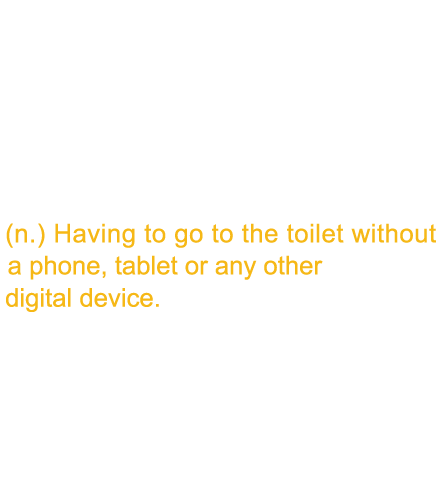 (n.) Having to go to the toilet without
a phone, tablet or any other
digital device.